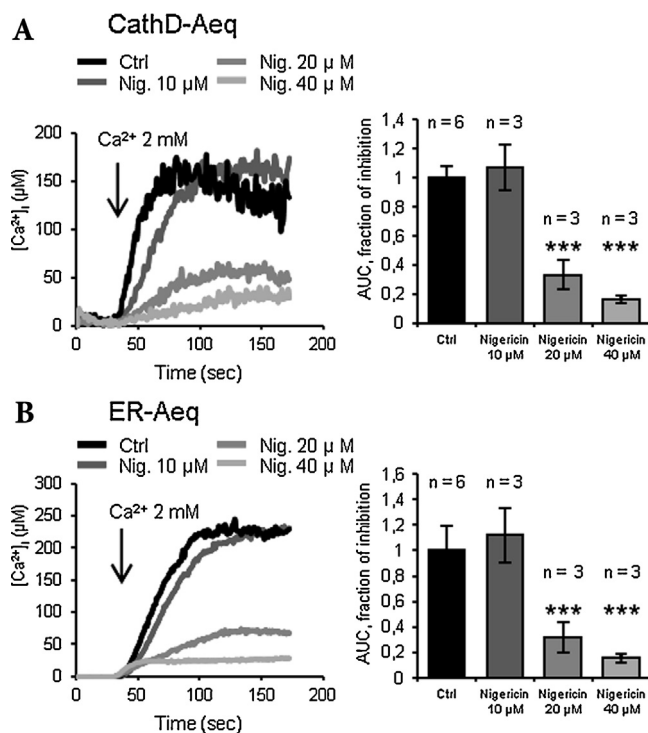 A
CathD-Aeq
Ctrl
Nig. 20 µ M
Nig. 10 µM
Nig. 40 µ M
[Ca²⁺]ₗ (µM)
200
150
100
50
0
Ca²⁺ 2 mM
0 50 100 150 200
Time (sec)
AUC, fraction of inhibition
1,4
1,2
1
0,8
0,6
0,4
0,2
0
n = 6
n = 3
n = 3
n = 3
*** ***
Ctrl
Nigericin 10 µM
Nigericin 20 µM
Nigericin 40 µM
B
ER-Aeq
Ctrl
Nig. 20 µ M
Nig. 10 µM
Nig. 40 µ M
[Ca²⁺]ₗ (µM)
300
250
200
150
100
50
0
Ca²⁺ 2 mM
0 50 100 150 200
Time (sec)
AUC, fraction of inhibition
1,6
1,4
1,2
1
0,8
0,6
0,4
0,2
0
n = 6
n = 3
n = 3
n = 3
*** ***
Ctrl
Nigericin 10 µM
Nigericin 20 µM
Nigericin 40 µM